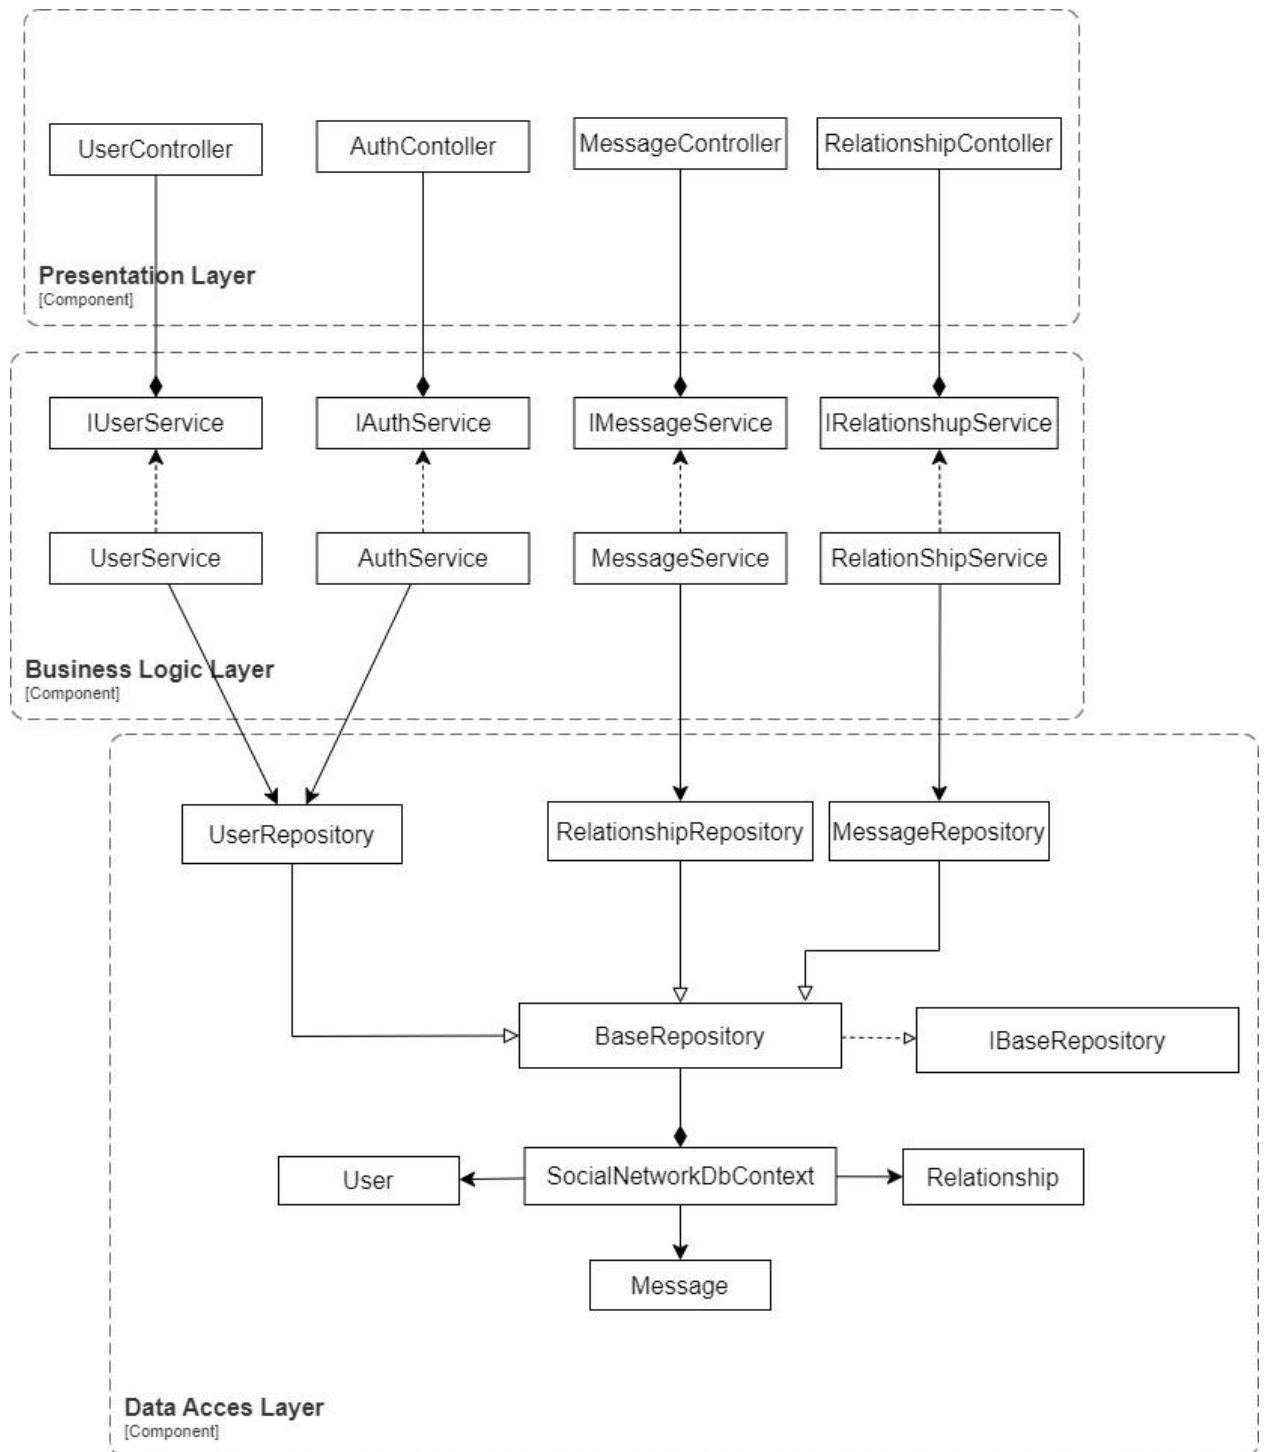 UserController
AuthContoller
MessageController
RelationshipContoller
Presentation Layer
[Component]
IUserService
IAuthService
IMessageService
IRelationshupService
UserService
AuthService
MessageService
RelationShipService
Business Logic Layer
[Component]
UserRepository
RelationshipRepository
MessageRepository
BaseRepository
IBaseRepository
User
SocialNetworkDbContext
Relationship
Message
Data Acces Layer
[Component]